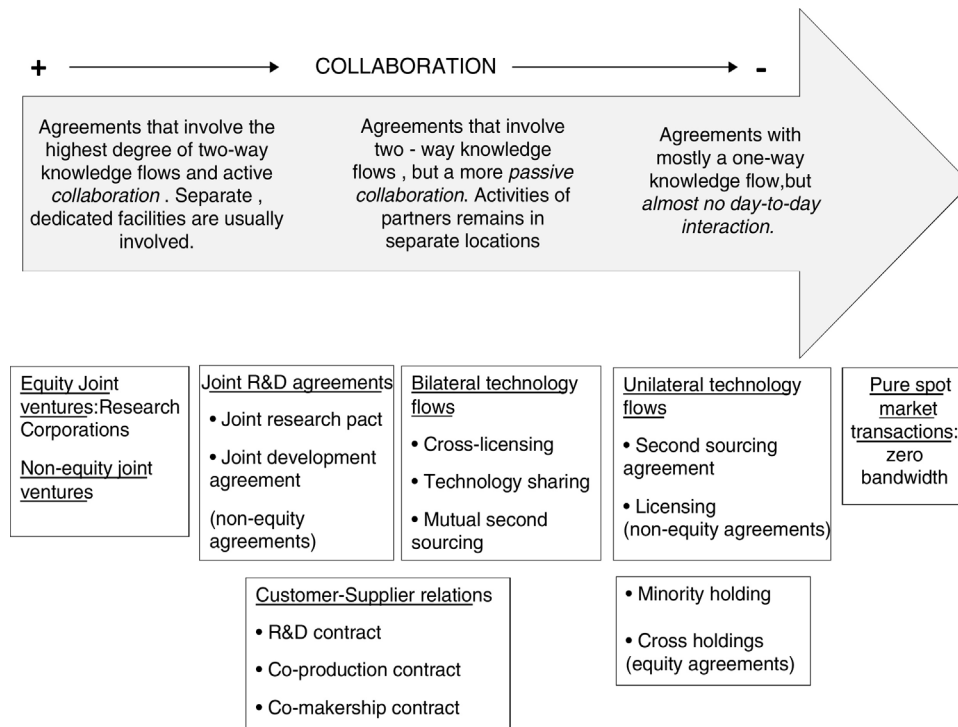 + COLLABORATION -
Agreements that involve the
highest degree of two-way
knowledge flows and active
collaboration . Separate ,
dedicated facilities are usually
involved.
Agreements that involve
two - way knowledge
flows , but a more passive
collaboration. Activities of
partners remains in
separate locations
Agreements with
mostly a one-way
knowledge flow,but
almost no day-to-day
interaction.
Equity Joint
ventures:Research
Corporations
Non-equity joint
ventures
Joint R&D agreements
• Joint research pact
• Joint development
agreement
(non-equity
agreements)
Bilateral technology
flows
• Cross-licensing
• Technology sharing
• Mutual second
sourcing
Unilateral technology
flows
• Second sourcing
agreement
• Licensing
(non-equity agreements)
Pure spot
market
transactions:
zero
bandwidth
Customer-Supplier relations
• R&D contract
• Co-production contract
• Co-makership contract
• Minority holding
• Cross holdings
(equity agreements)